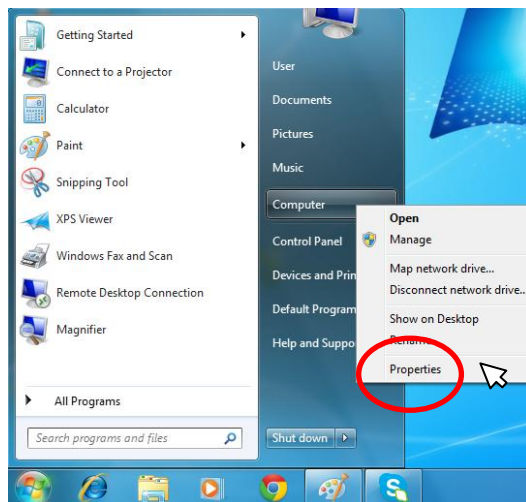 Getting Started
Connect to a Projector
Calculator
Paint
Snipping Tool
XPS Viewer
Windows Fax and Scan
Remote Desktop Connection
Magnifier
All Programs
Search programs and files
User
Documents
Pictures
Music
Computer
Control Panel
Devices and Prin
Default Program
Help and Suppo
Shut down
Open
Manage
Map network drive...
Disconnect network drive...
Show on Desktop
Rename
Properties